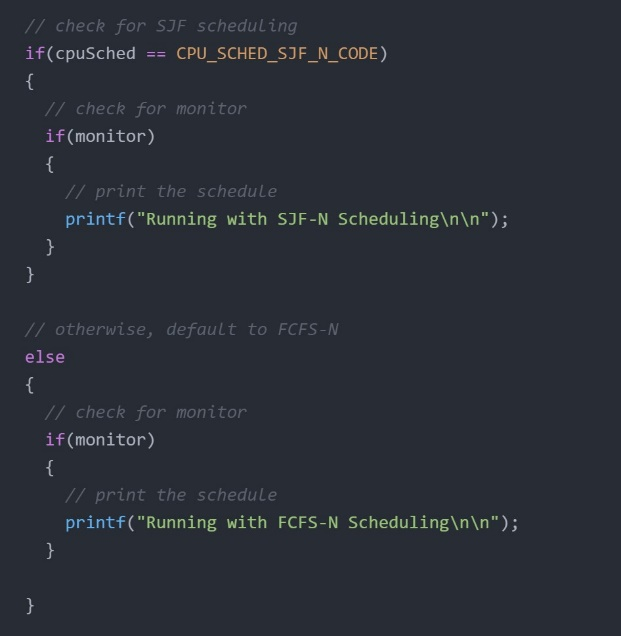 // check for SJF scheduling
if(cpuSched == CPU_SCHED_SJF_N_CODE)
{
  // check for monitor
  if(monitor)
  {
    // print the schedule
    printf("Running with SJF-N Scheduling\n\n");
  }
}

// otherwise, default to FCFS-N
else
{
  // check for monitor
  if(monitor)
  {
    // print the schedule
    printf("Running with FCFS-N Scheduling\n\n");
  }

}